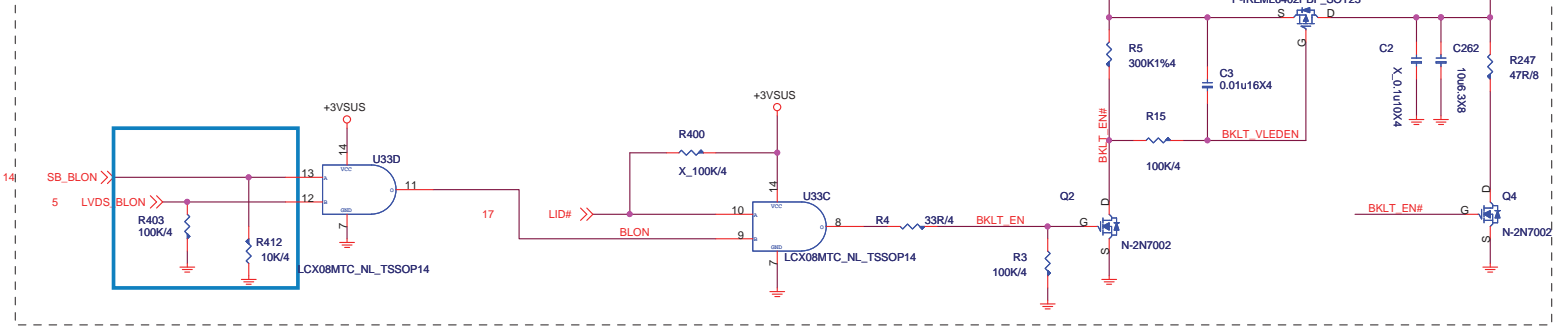 S
D
G
R5
300K1%4
C3
0.01u16X4
C2
X_0.1u10X4
C262
10u6.3X8
R247
47R/8
+3VSUS
+3VSUS
R400
X_100K/4
BKLT_EN#
R15
100K/4
BKLT_VLEDEN
14
SB_BLON
5
LVDS_BLON
R403
100K/4
R412
10K/4
14
VCC
U33D
13
A
12
B
O
11
GND
7
LCX08MTC_NL_TSSOP14
17
LID#
BLON
14
VCC
U33C
10
A
9
B
O
8
GND
7
LCX08MTC_NL_TSSOP14
R4
33R/4
BKLT_EN
R3
100K/4
Q2
D
G
S
N-2N7002
BKLT_EN#
Q4
D
G
S
N-2N7002